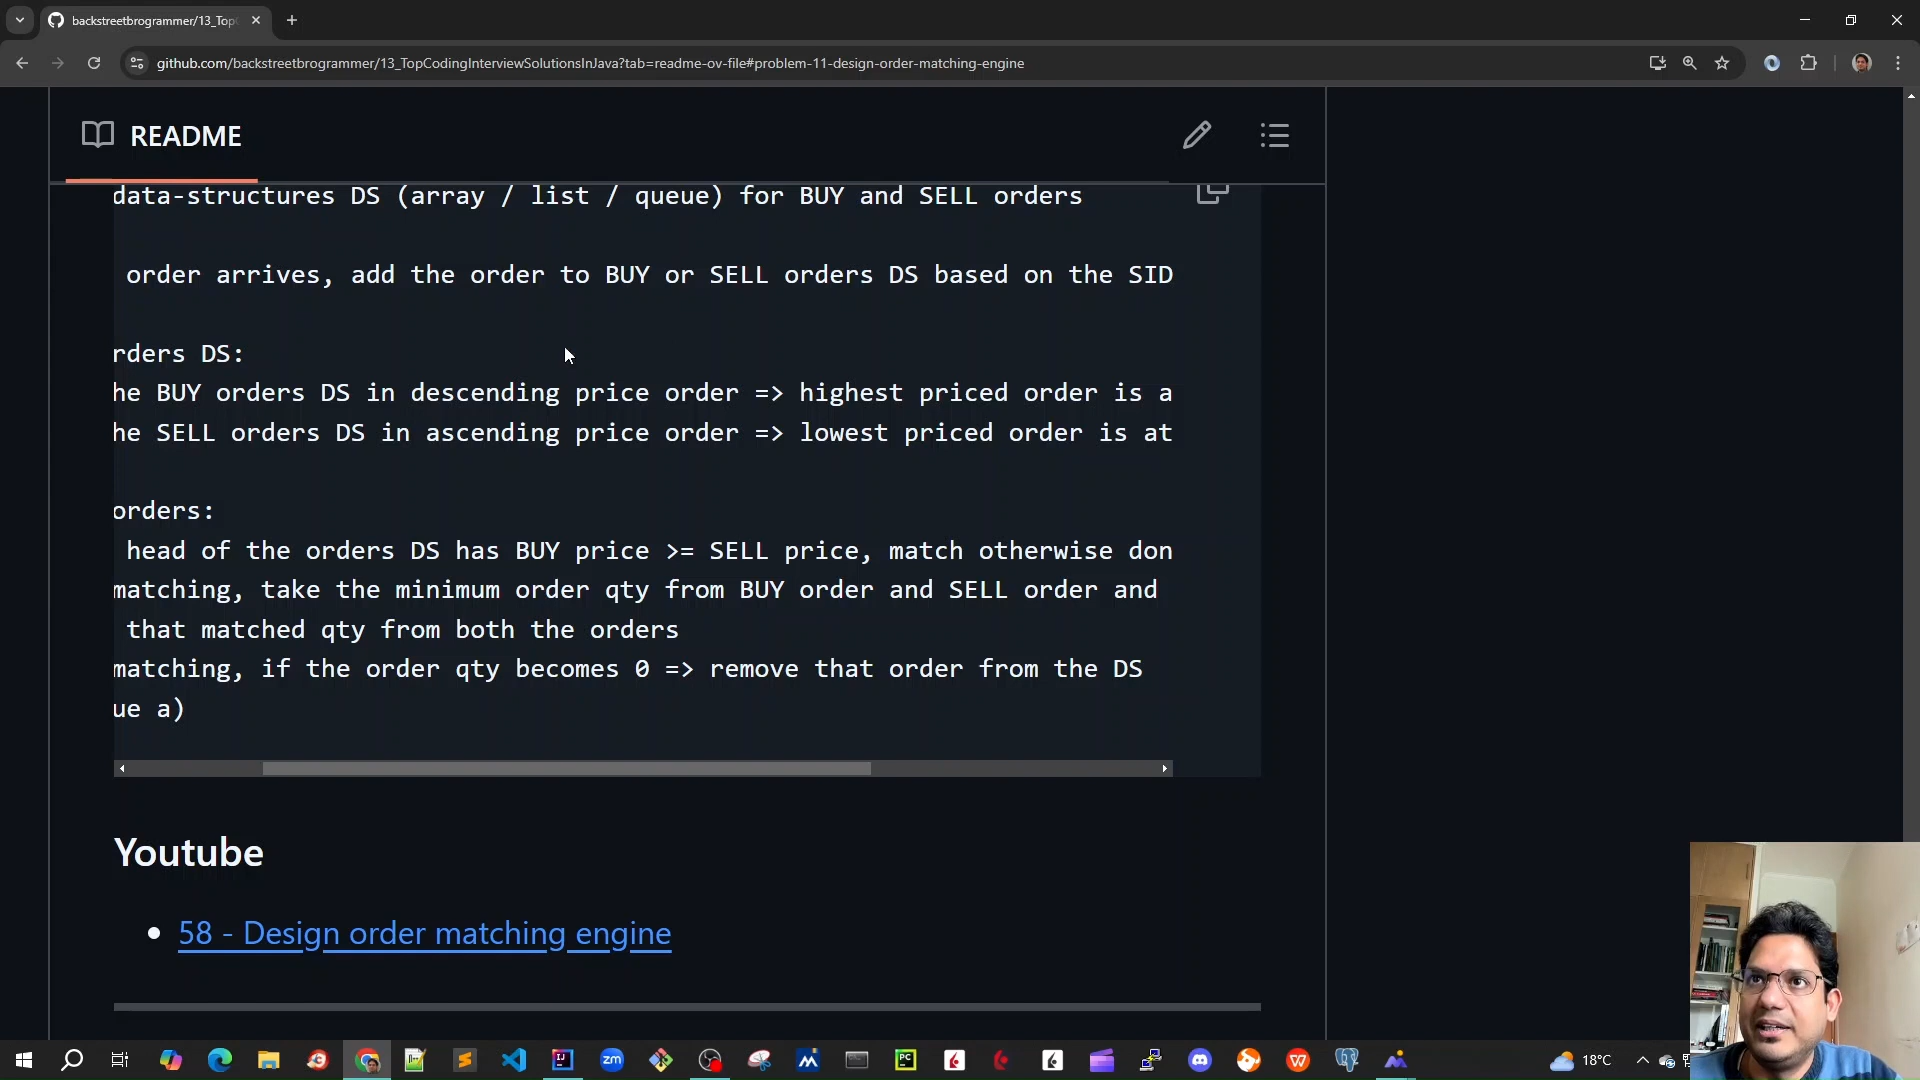 backstreetbrogrammer/13_Top
github.com/backstreetbrogrammer/13_TopCodingInterviewSolutionsInJava?tab=readme-ov-file#problem-11-design-order-matching-engine
README
data-structures DS (array / list / queue) for BUY and SELL orders
order arrives, add the order to BUY or SELL orders DS based on the SID
rders DS:
he BUY orders DS in descending price order => highest priced order is a
he SELL orders DS in ascending price order => lowest priced order is at
orders:
head of the orders DS has BUY price >= SELL price, match otherwise don
matching, take the minimum order qty from BUY order and SELL order and
that matched qty from both the orders
matching, if the order qty becomes 0 => remove that order from the DS
ue a)
Youtube
58 - Design order matching engine
18°C